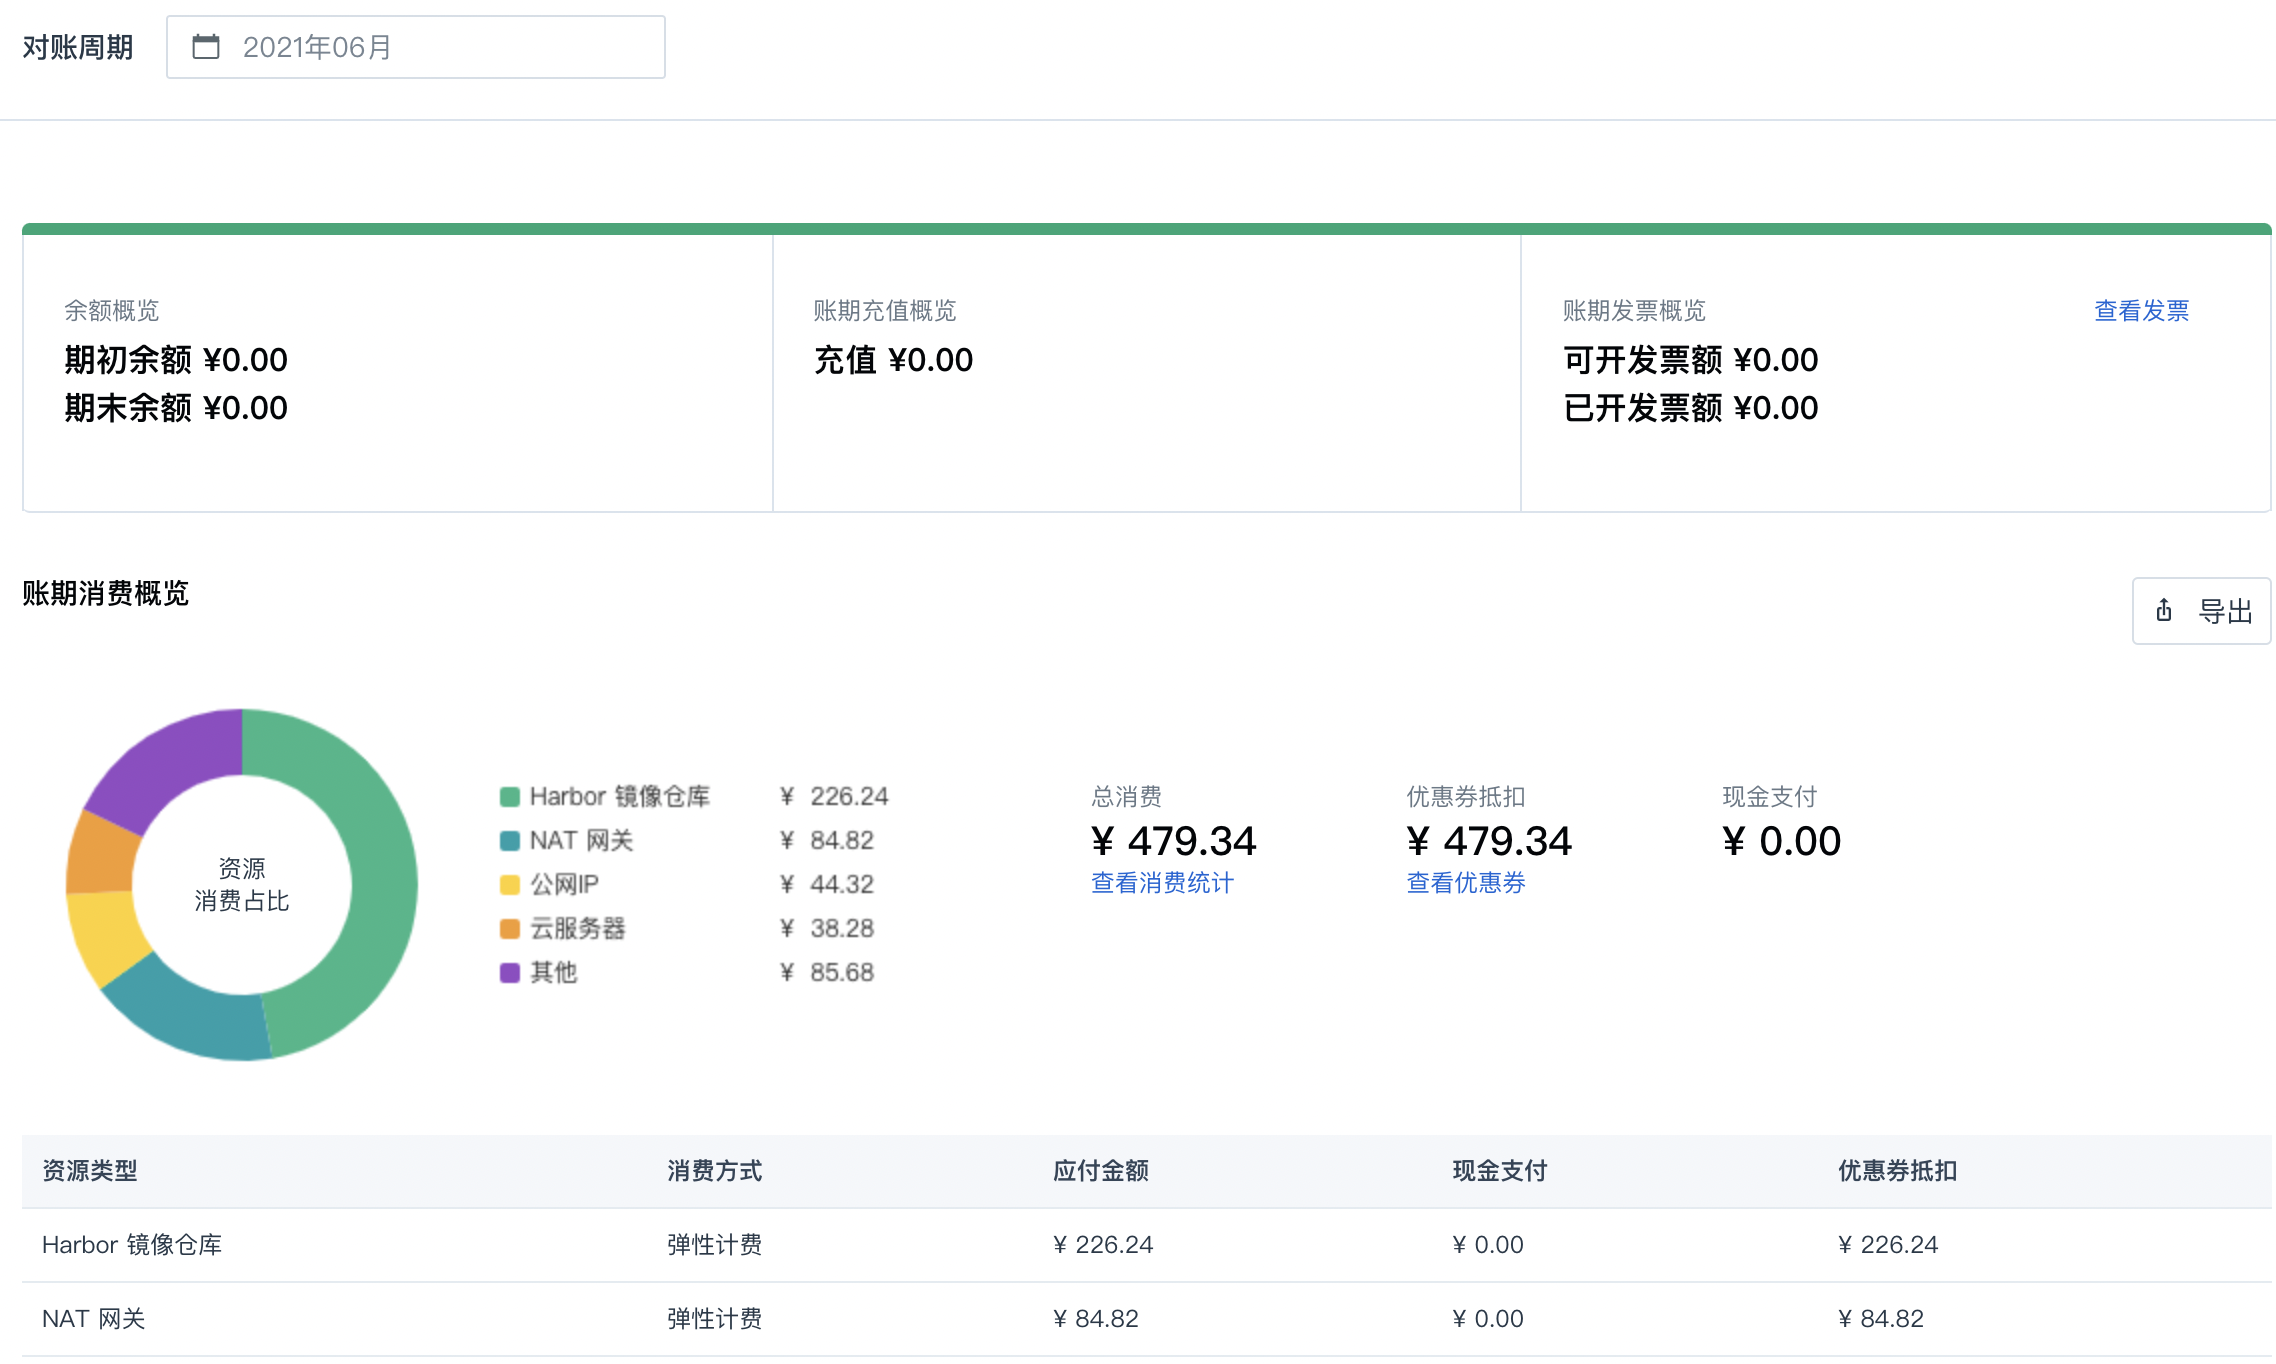 对账周期 2021年06月
余额概览
期初余额 ¥0.00
期末余额 ¥0.00
账期充值概览
充值 ¥0.00
账期发票概览 查看发票
可开发票额 ¥0.00
已开发票额 ¥0.00
账期消费概览
导出
资源
消费占比
Harbor 镜像仓库 ¥ 226.24
NAT 网关 ¥ 84.82
公网IP ¥ 44.32
云服务器 ¥ 38.28
其他 ¥ 85.68
总消费
¥ 479.34
查看消费统计
优惠券抵扣
¥ 479.34
查看优惠券
现金支付
¥ 0.00
资源类型 消费方式 应付金额 现金支付 优惠券抵扣
Harbor 镜像仓库 弹性计费 ¥ 226.24 ¥ 0.00 ¥ 226.24
NAT 网关 弹性计费 ¥ 84.82 ¥ 0.00 ¥ 84.82